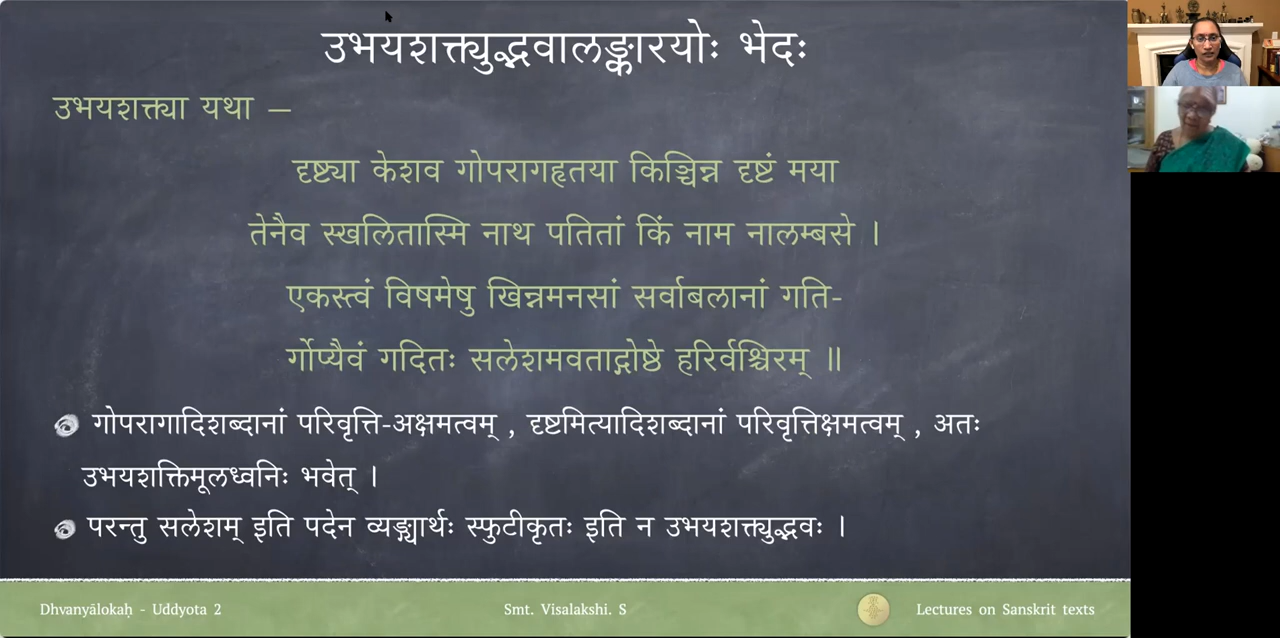 उभयशक्त्युद्भवालङ्कारयोः भेदः
उभयशक्त्या यथा –
दृष्ट्या केशव गोपरागहृतया किञ्चिन्न दृष्टं मया
तेनैव स्खलितास्मि नाथ पतितां किं नाम नालम्बसे ।
एकस्त्वं विषमेषु खिन्नमनसां सर्वाबलानां गति-
र्गोप्यैवं गदितः सलेशमवताद्गोष्ठे हरिर्वश्चिरम् ॥
गोपरागादिशब्दानां परिवृत्ति-अक्षमत्वम् , दृष्टमित्यादिशब्दानां परिवृत्तिक्षमत्वम् , अतः
उभयशक्तिमूलध्वनिः भवेत् ।
परन्तु सलेशम् इति पदेन व्यङ्ग्यार्थः स्फुटीकृतः इति न उभयशक्त्युद्भवः ।
Dhvanyālokaḥ - Uddyota 2 Smt. Visalakshi. S Lectures on Sanskrit texts